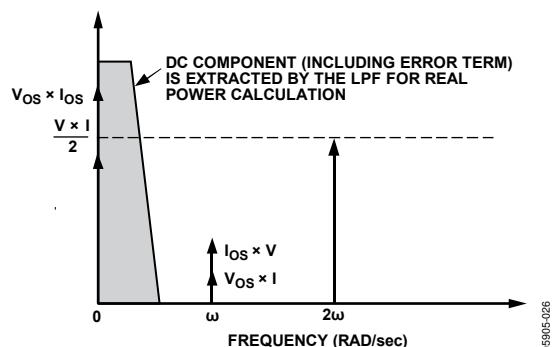 DC COMPONENT (INCLUDING ERROR TERM)
IS EXTRACTED BY THE LPF FOR REAL
POWER CALCULATION
VOS × IOS
V × I
2
IOS × V
VOS × I
0
ω
2ω
FREQUENCY (RAD/sec)
5905-026